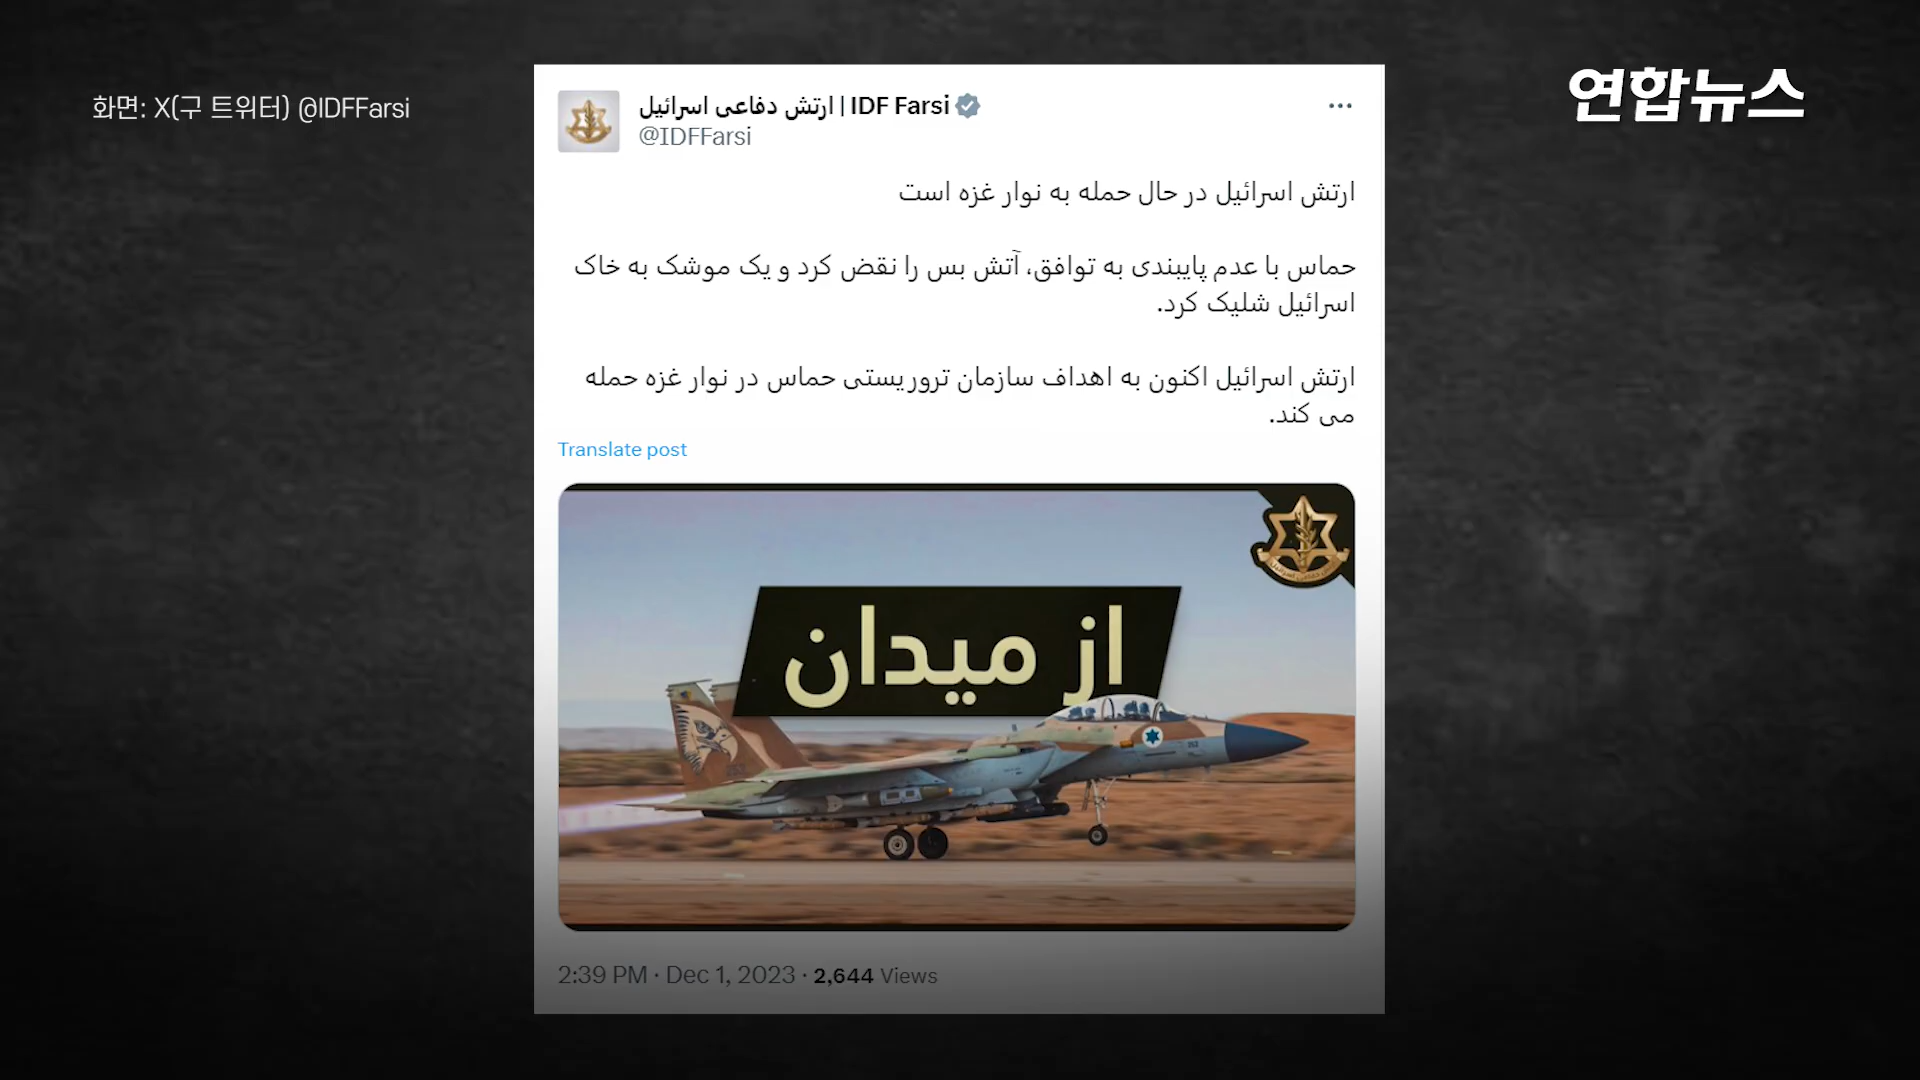 화면: X(구 트위터) @IDFFarsi
연합뉴스
ارتش دفاعی اسرائیل | IDF Farsi
@IDFFarsi
ارتش اسرائیل در حال حمله به نوار غزه است
حماس با عدم پایبندی به توافق، آتش بس را نقض کرد و یک موشک به خاک
اسرائیل شلیک کرد.
ارتش اسرائیل اکنون به اهداف سازمان تروریستی حماس در نوار غزه حمله
می کند.
Translate post
از میدان
2:39 PM · Dec 1, 2023 · 2,644 Views